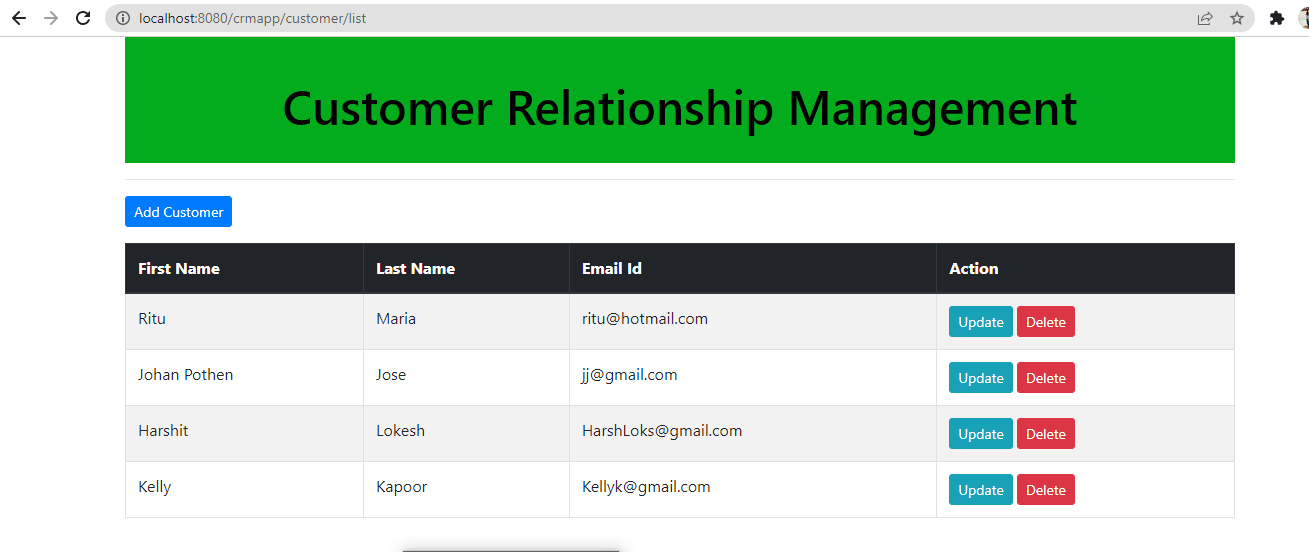 localhost:8080/crmapp/customer/list
Customer Relationship Management
Add Customer
First Name Last Name Email Id Action
Ritu Maria ritu@hotmail.com Update Delete
Johan Pothen Jose jj@gmail.com Update Delete
Harshit Lokesh HarshLoks@gmail.com Update Delete
Kelly Kapoor Kellyk@gmail.com Update Delete